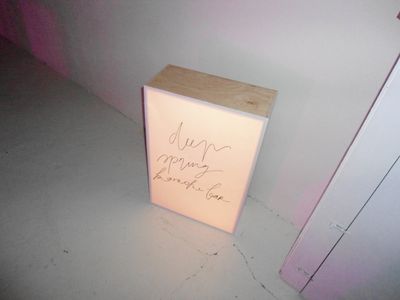 deep
spring
karaoke bar